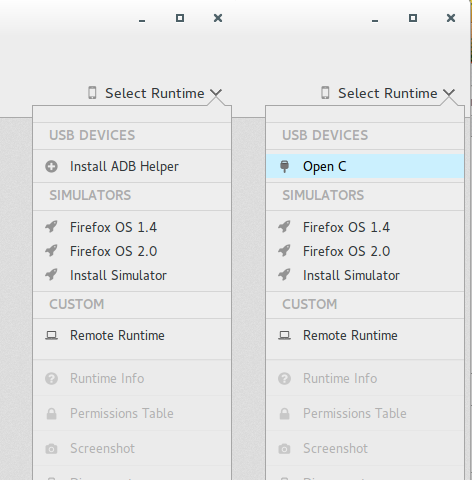 Select Runtime
USB DEVICES
Install ADB Helper
SIMULATORS
Firefox OS 1.4
Firefox OS 2.0
Install Simulator
CUSTOM
Remote Runtime
Runtime Info
Permissions Table
Screenshot
Select Runtime
USB DEVICES
Open C
SIMULATORS
Firefox OS 1.4
Firefox OS 2.0
Install Simulator
CUSTOM
Remote Runtime
Runtime Info
Permissions Table
Screenshot